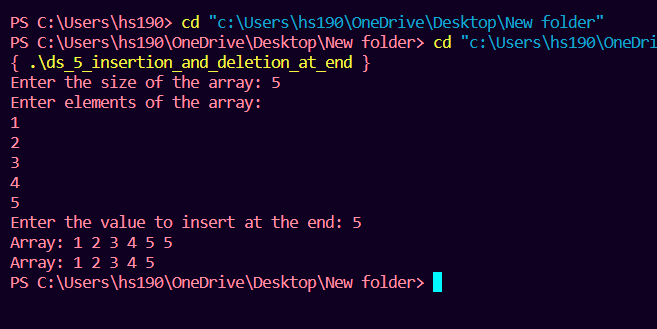 PS C:\Users\hs190> cd "c:\Users\hs190\OneDrive\Desktop\New folder"
PS C:\Users\hs190\OneDrive\Desktop\New folder> cd "c:\Users\hs190\OneDri
{ .\ds_5_insertion_and_deletion_at_end }
Enter the size of the array: 5
Enter elements of the array:
1
2
3
4
5
Enter the value to insert at the end: 5
Array: 1 2 3 4 5 5
Array: 1 2 3 4 5
PS C:\Users\hs190\OneDrive\Desktop\New folder>